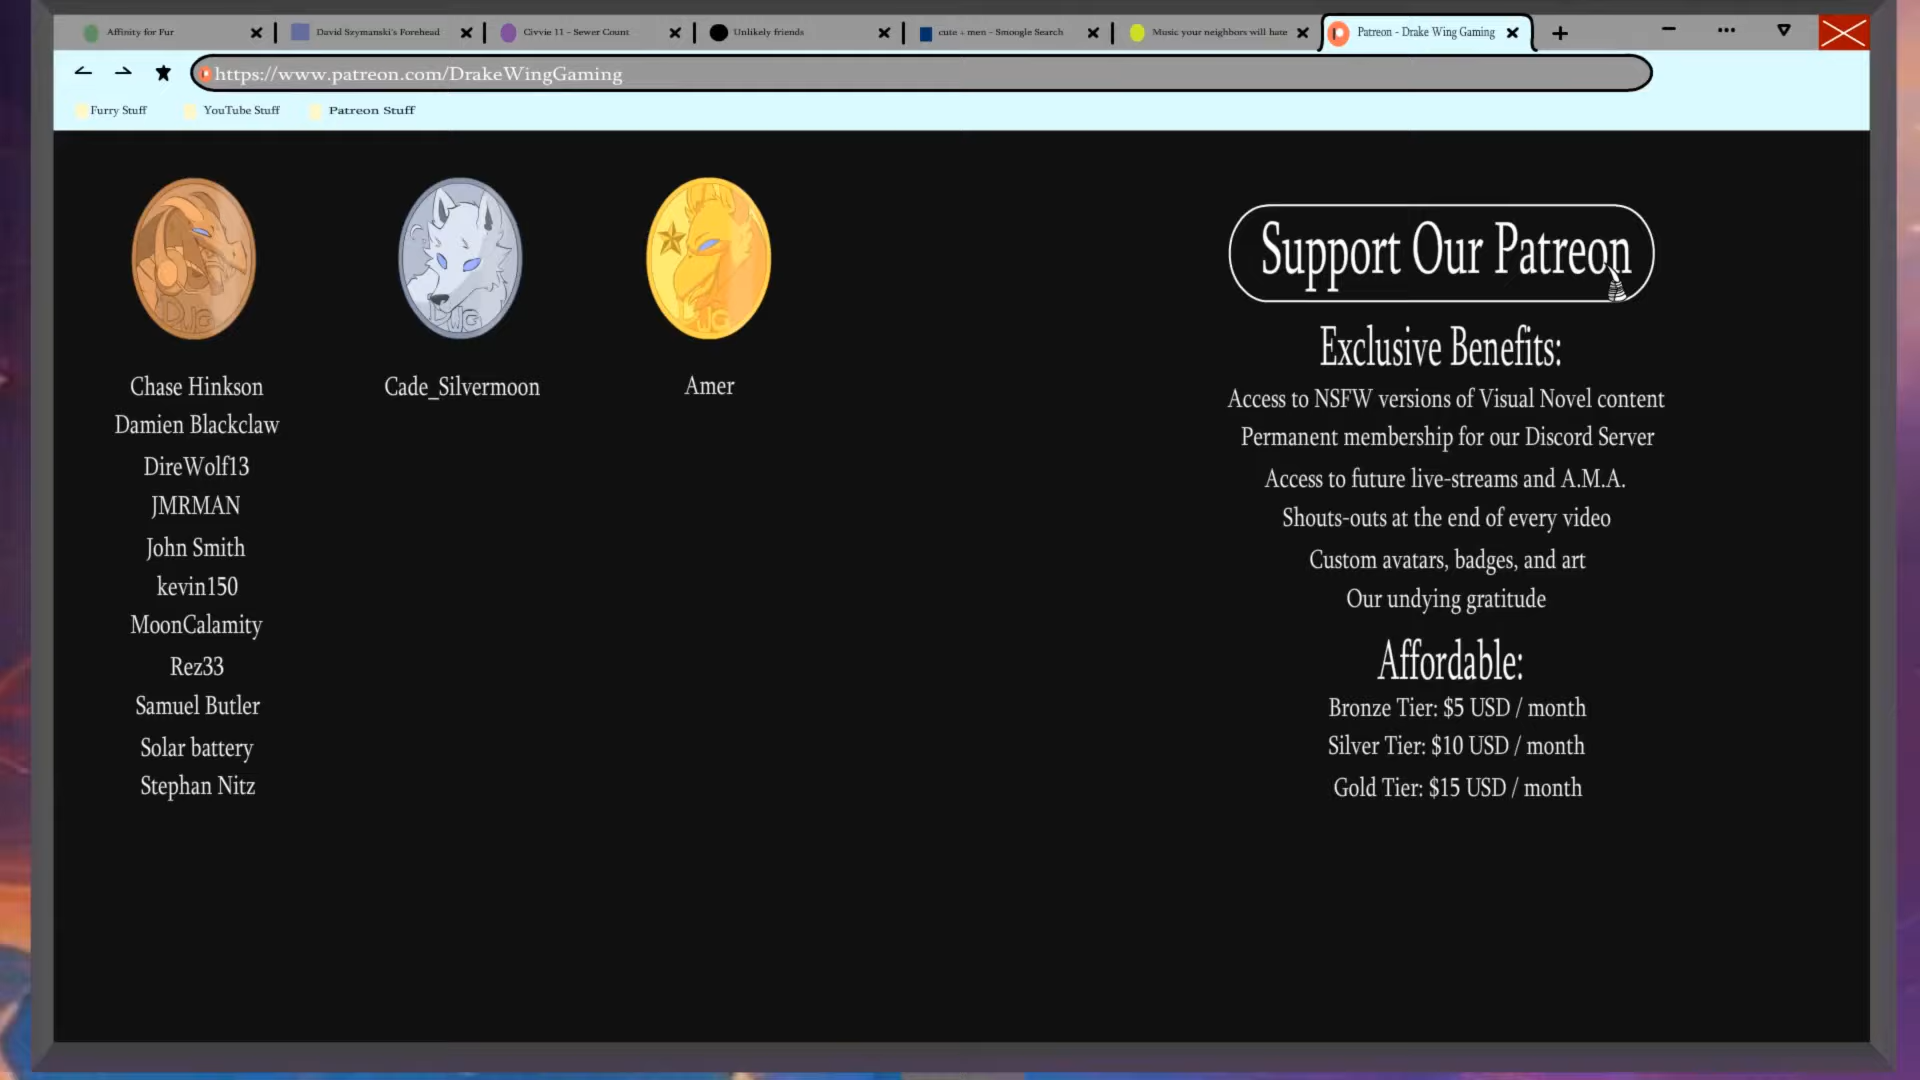 Affinity for Fur
David Szymanski's Forehead
Civvie 11 - Sewer Count
Unlikely friends
cute + men - Smoogle Search
Music your neighbors will hate
Patreon - Drake Wing Gaming
https://www.patreon.com/DrakeWingGaming
Furry Stuff
YouTube Stuff
Patreon Stuff
DWG
DWG
DWG
Chase Hinkson
Damien Blackclaw
DireWolf13
JMRMAN
John Smith
kevin150
MoonCalamity
Rez33
Samuel Butler
Solar battery
Stephan Nitz
Cade_Silvermoon
Amer
Support Our Patreon
Exclusive Benefits:
Access to NSFW versions of Visual Novel content
Permanent membership for our Discord Server
Access to future live-streams and A.M.A.
Shouts-outs at the end of every video
Custom avatars, badges, and art
Our undying gratitude
Affordable:
Bronze Tier: $5 USD / month
Silver Tier: $10 USD / month
Gold Tier: $15 USD / month